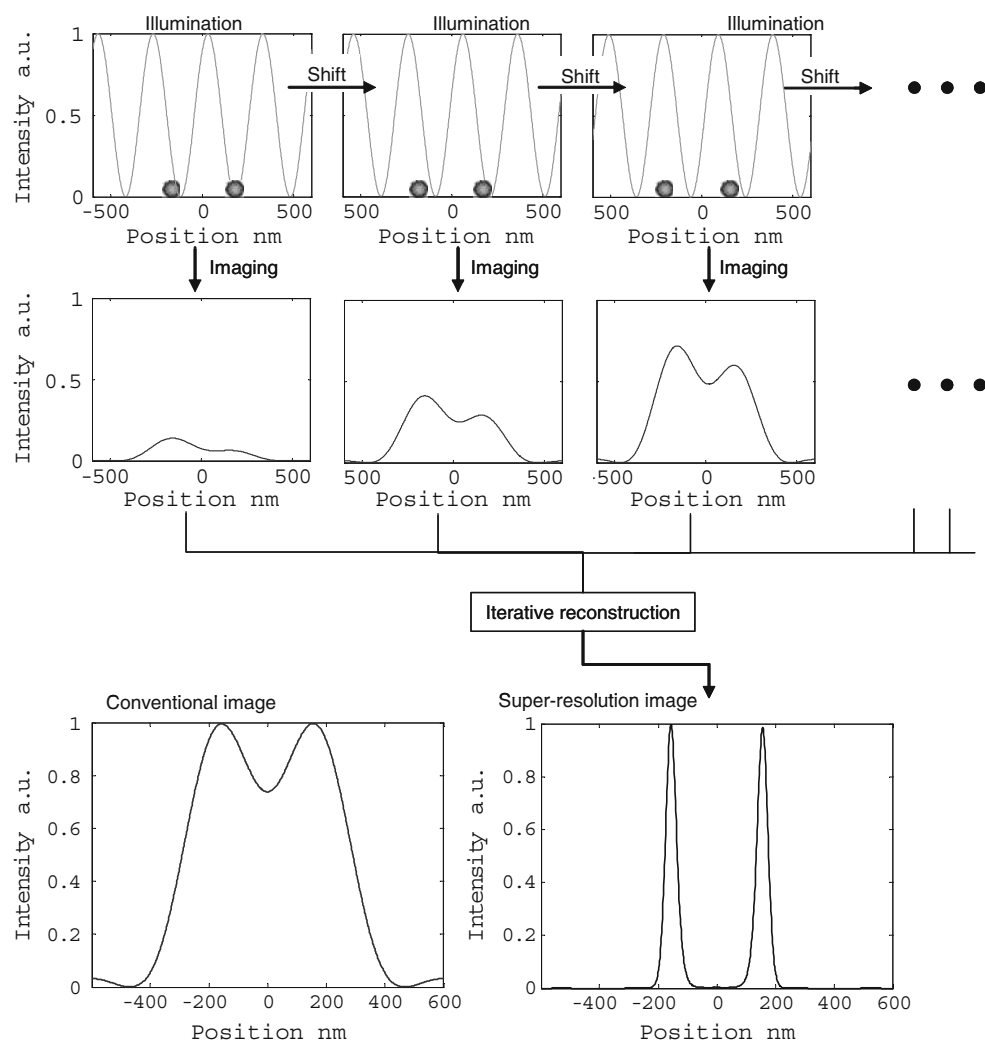 Illumination
Illumination
Illumination
Intensity a.u.
1
0.5
0
Shift
Shift
Shift
-500
0
500
0
500
500
0
500
Position nm
Position nm
Position nm
Imaging
Imaging
Imaging
Intensity a.u.
1
0.5
0
-500
0
500
500
0
500
-500
0
500
Position nm
Position nm
Position nm
Iterative reconstruction
Conventional image
Intensity a.u.
1
0.8
0.6
0.4
0.2
0
-400
-200
0
200
400
600
Position nm
Super-resolution image
Intensity a.u.
1
0.8
0.6
0.4
0.2
0
-400
-200
0
200
400
600
Position nm